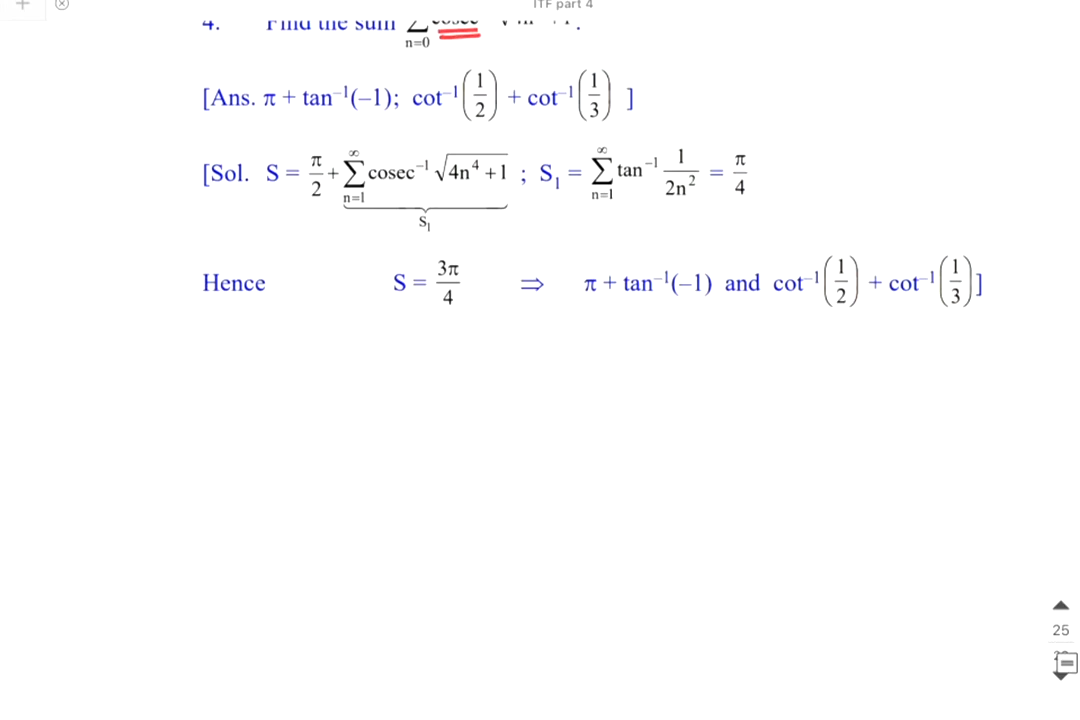 ITF part 4
4. Find the sum ∑ n=0 cosec
[Ans. π + tan⁻¹(–1); cot⁻¹(1/2) + cot⁻¹(1/3) ]
[Sol. S = π/2 + ∑ n=1 ∞ cosec⁻¹ √(4n⁴ +1) ; S₁ = ∑ n=1 ∞ tan⁻¹ 1/2n² = π/4
S₁
Hence S = 3π/4 ⇒ π + tan⁻¹(–1) and cot⁻¹(1/2) + cot⁻¹(1/3)]
25